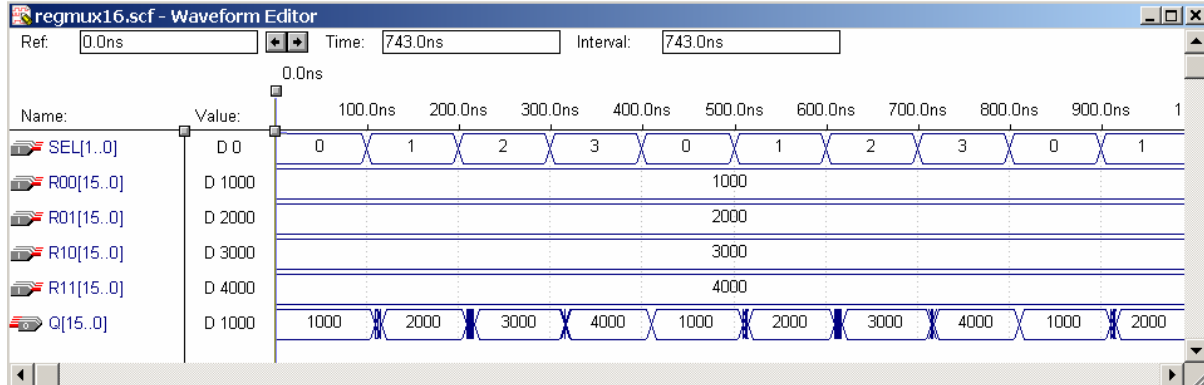 regmux16.scf - Waveform Editor
Ref: 0.0ns Time: 743.0ns Interval: 743.0ns
0.0ns
100.0ns 200.0ns 300.0ns 400.0ns 500.0ns 600.0ns 700.0ns 800.0ns 900.0ns 1
Name: Value:
SEL[1..0] D 0 0 1 2 3 0 1 2 3 0 1
R00[15..0] D 1000 1000
R01[15..0] D 2000 2000
R10[15..0] D 3000 3000
R11[15..0] D 4000 4000
Q[15..0] D 1000 1000 2000 3000 4000 1000 2000 3000 4000 1000 2000